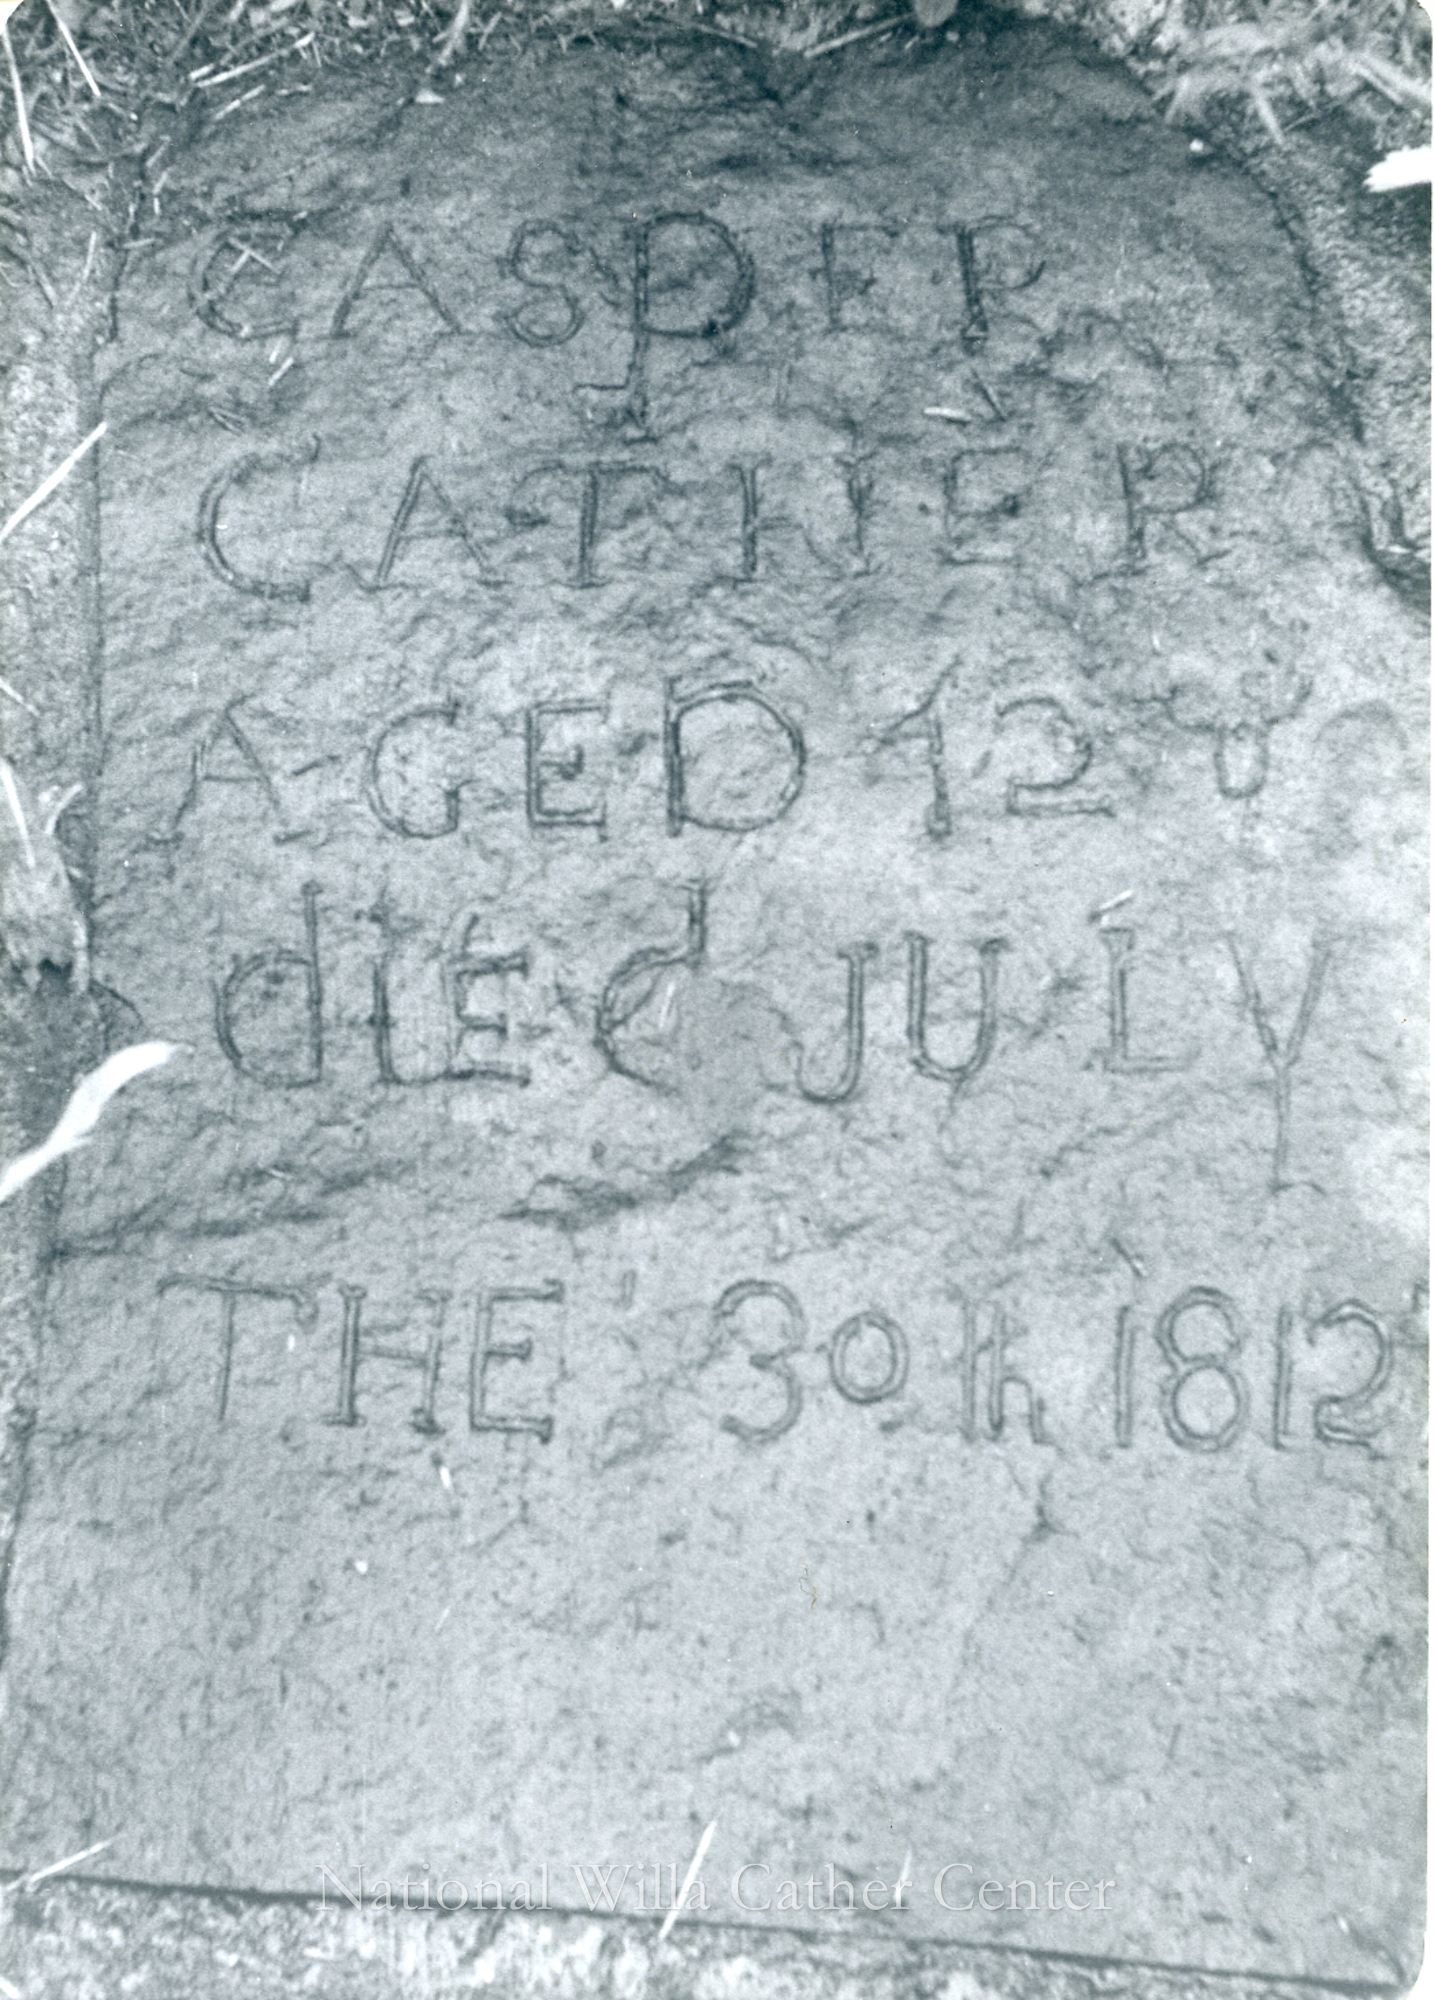 CASPER
CATHER
AGED 12 y
dIEd JULY
THE 30th 1812
National Willa Cather Center